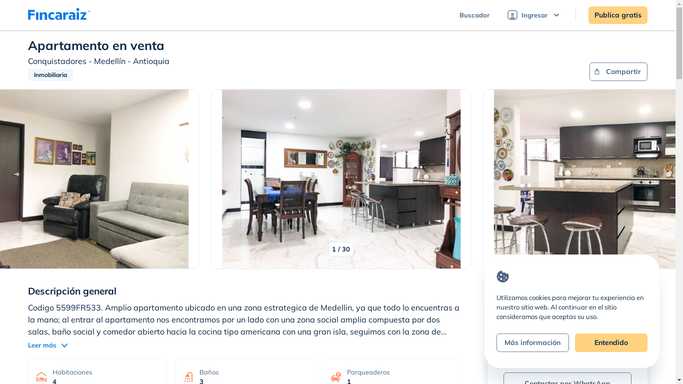 Fincaraiz
Buscador
Ingresar
Publica gratis
Apartamento en venta
Conquistadores - Medellín - Antioquia
Inmobiliaria
Compartir
1 / 30
Descripción general
Codigo 5599FR533. Amplio apartamento ubicado en una zona estrategica de Medellin, ya que todo lo encuentras a
la mano; al entrar al apartamento nos encontramos por un lado con una zona social amplia compuesta por dos
salas, baño social y comedor abierto hacia la cocina tipo americana con una gran isla, seguimos con la zona de...
Leer más
Habitaciones
4
Baños
3
Parqueaderos
1
Utilizamos cookies para mejorar tu experiencia en
nuestro sitio web. Al continuar en el sitio
consideramos que aceptas su uso.
Más información
Entendido
Contactar por WhatsApp